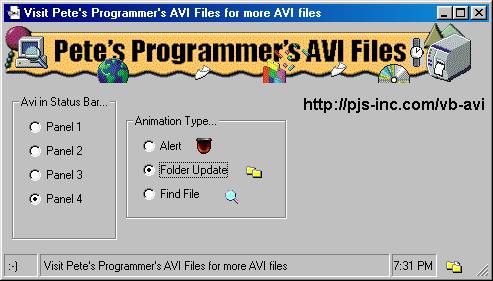 Visit Pete's Programmer's AVI Files for more AVI files
Pete's Programmer's AVI Files
http://pjs-inc.com/vb-avi
Avi in Status Bar...
Panel 1
Panel 2
Panel 3
Panel 4
Animation Type...
Alert
Folder Update
Find File
:-)
Visit Pete's Programmer's AVI Files for more AVI files
7:31 PM